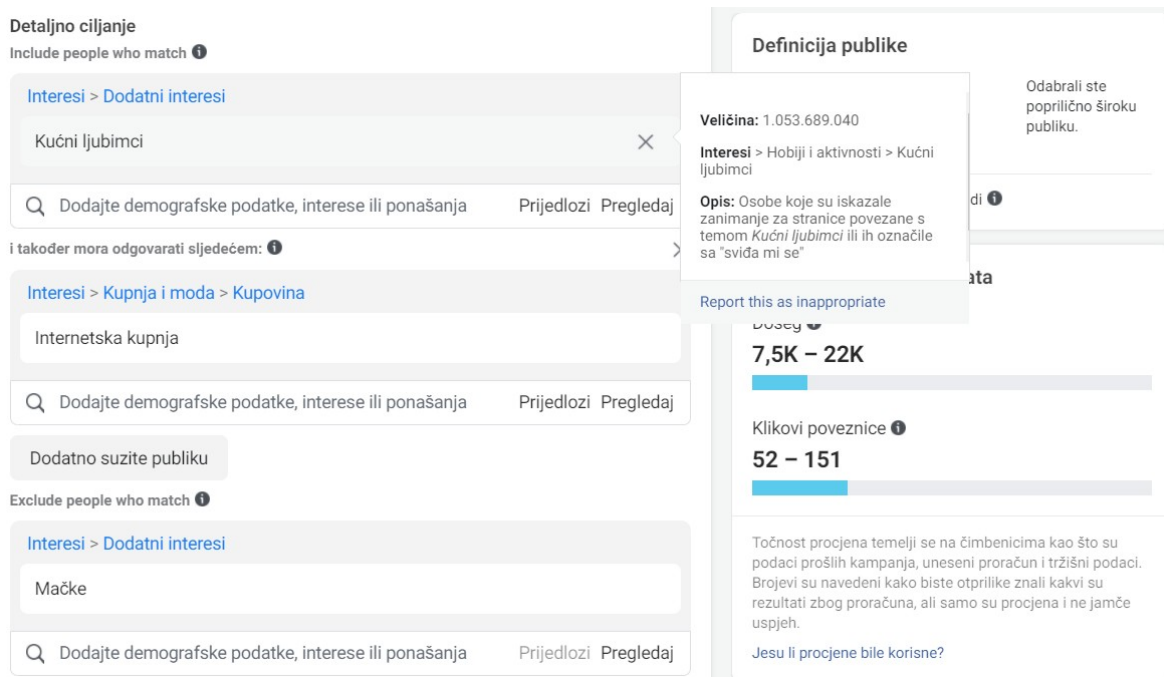 Detaljno ciljanje
Include people who match
Interesi > Dodatni interesi
Kućni ljubimci
Dodajte demografske podatke, interese ili ponašanja Prijedlozi Pregledaj
i također mora odgovarati sljedećem:
Interesi > Kupnja i moda > Kupovina
Internetska kupnja
Dodajte demografske podatke, interese ili ponašanja Prijedlozi Pregledaj
Dodatno suzite publiku
Exclude people who match
Interesi > Dodatni interesi
Mačke
Dodajte demografske podatke, interese ili ponašanja Prijedlozi Pregledaj
Veličina: 1.053.689.040
Interesi > Hobiji i aktivnosti > Kućni
ljubimci
Opis: Osobe koje su iskazale
zanimanje za stranice povezane s
temom Kućni ljubimci ili ih označile
sa "sviđa mi se"
Report this as inappropriate
Definicija publike
Odabrali ste
poprilično široku
publiku.
di
ata
Doseg
7,5K – 22K
Klikovi poveznice
52 – 151
Točnost procjena temelji se na čimbenicima kao što su
podaci prošlih kampanja, uneseni proračun i tržišni podaci.
Brojevi su navedeni kako biste otprilike znali kakvi su
rezultati zbog proračuna, ali samo su procjena i ne jamče
uspjeh.
Jesu li procjene bile korisne?